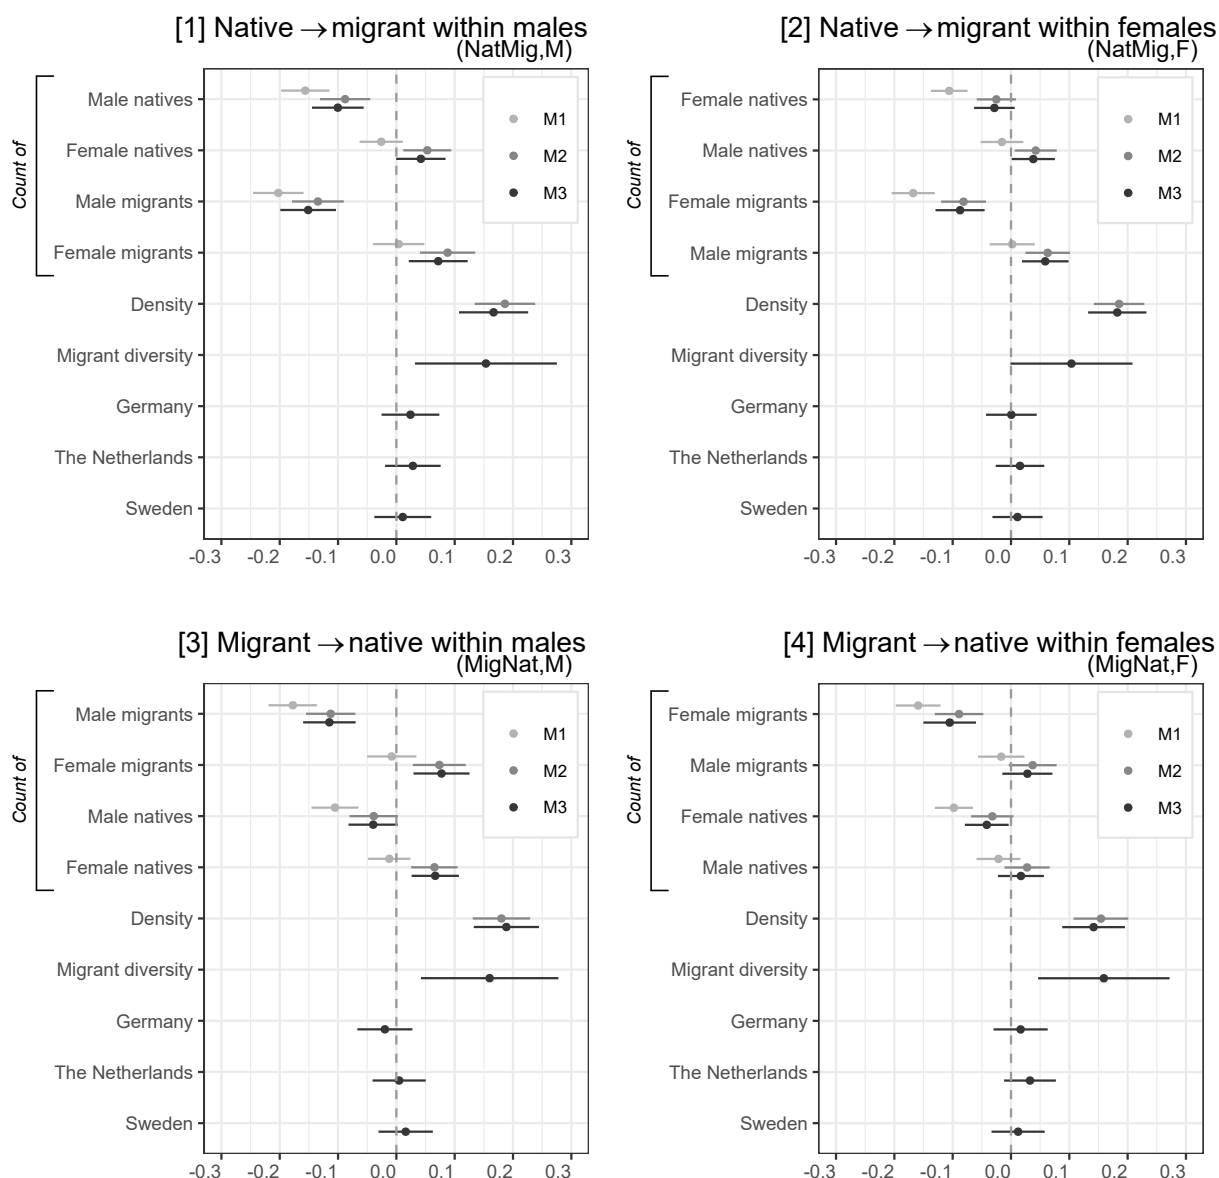 [1] Native → migrant within males
(NatMig,M)
Count of
Male natives
Female natives
Male migrants
Female migrants
Density
Migrant diversity
Germany
The Netherlands
Sweden
M1
M2
M3
-0.3 -0.2 -0.1 0.0 0.1 0.2 0.3
[2] Native → migrant within females
(NatMig,F)
Count of
Female natives
Male natives
Female migrants
Male migrants
Density
Migrant diversity
Germany
The Netherlands
Sweden
M1
M2
M3
-0.3 -0.2 -0.1 0.0 0.1 0.2 0.3
[3] Migrant → native within males
(MigNat,M)
Count of
Male migrants
Female migrants
Male natives
Female natives
Density
Migrant diversity
Germany
The Netherlands
Sweden
M1
M2
M3
-0.3 -0.2 -0.1 0.0 0.1 0.2 0.3
[4] Migrant → native within females
(MigNat,F)
Count of
Female migrants
Male migrants
Female natives
Male natives
Density
Migrant diversity
Germany
The Netherlands
Sweden
M1
M2
M3
-0.3 -0.2 -0.1 0.0 0.1 0.2 0.3